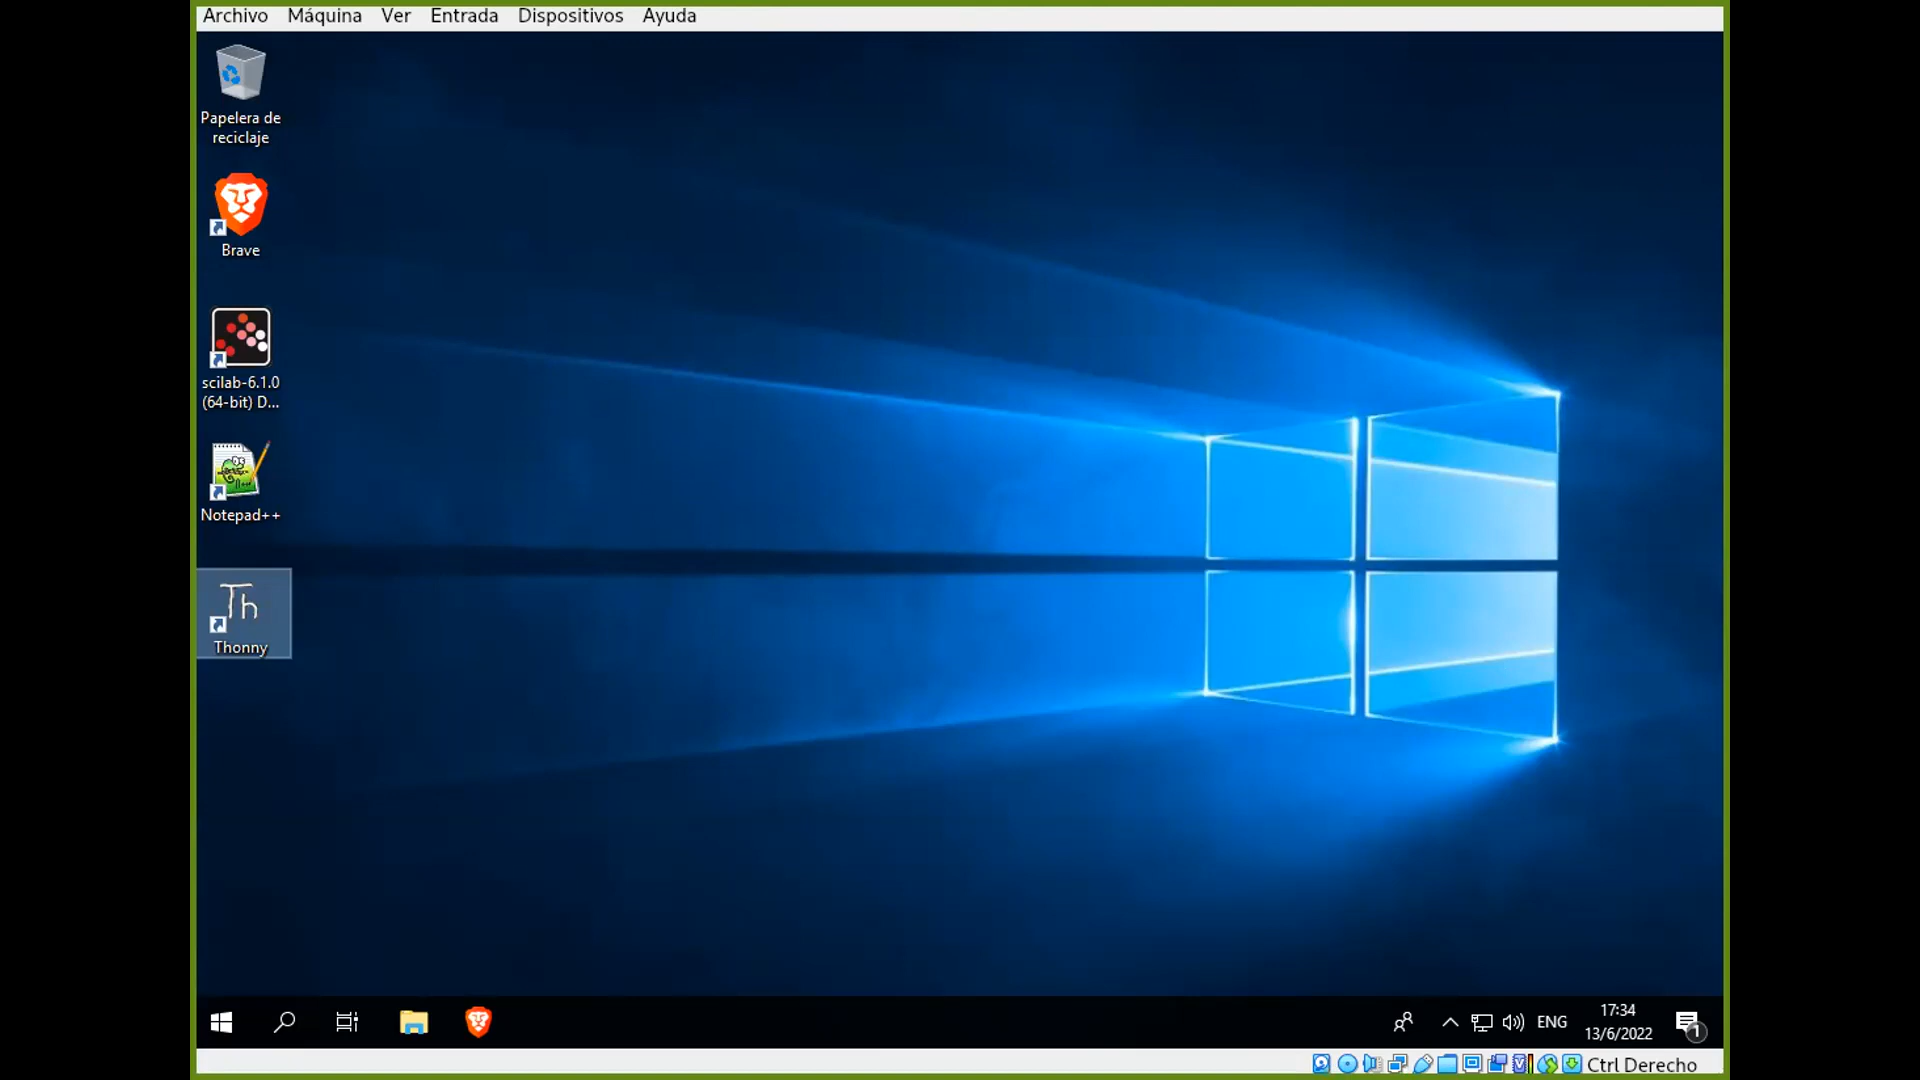 Archivo Máquina Ver Entrada Dispositivos Ayuda
Papelera de
reciclaje
Brave
scilab-6.1.0
(64-bit) D...
Notepad++
Th
Thonny
ENG
17:34
13/6/2022
1
Ctrl Derecho